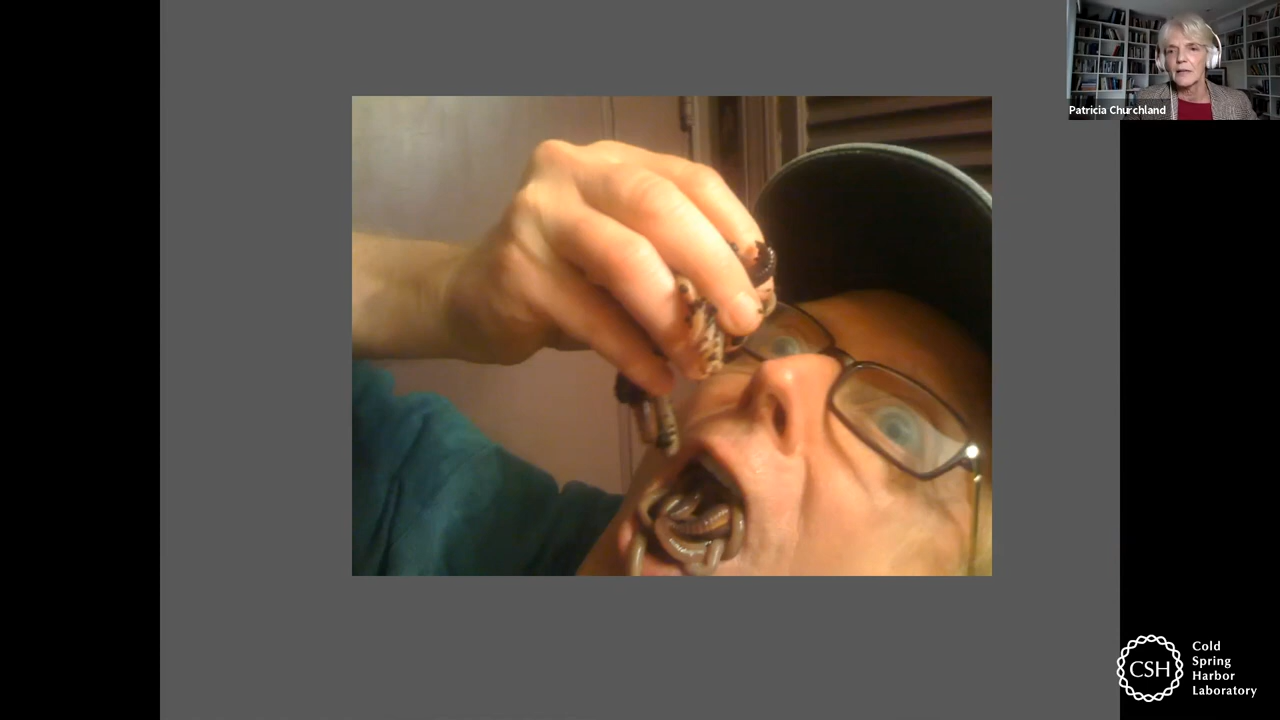 Patricia Churchland
CSH
Cold
Spring
Harbor
Laboratory